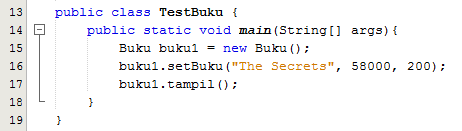 13 public class TestBuku {
14 public static void main(String[] args){
15 Buku buku1 = new Buku();
16 buku1.setBuku("The Secrets", 58000, 200);
17 buku1.tampil();
18 }
19 }